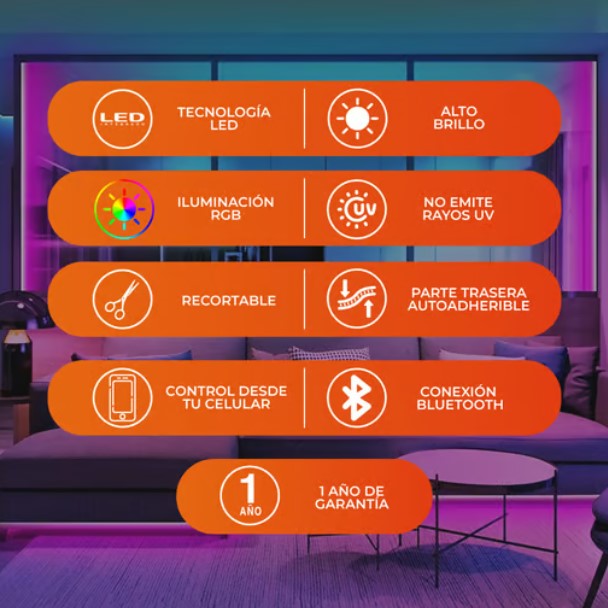 LED
INTEGRADO
TECNOLOGÍA
LED
ALTO
BRILLO
ILUMINACIÓN
RGB
UV
NO EMITE
RAYOS UV
RECORTABLE
PARTE TRASERA
AUTOADHERIBLE
CONTROL DESDE
TU CELULAR
CONEXIÓN
BLUETOOTH
1
AÑO
1 AÑO DE
GARANTÍA